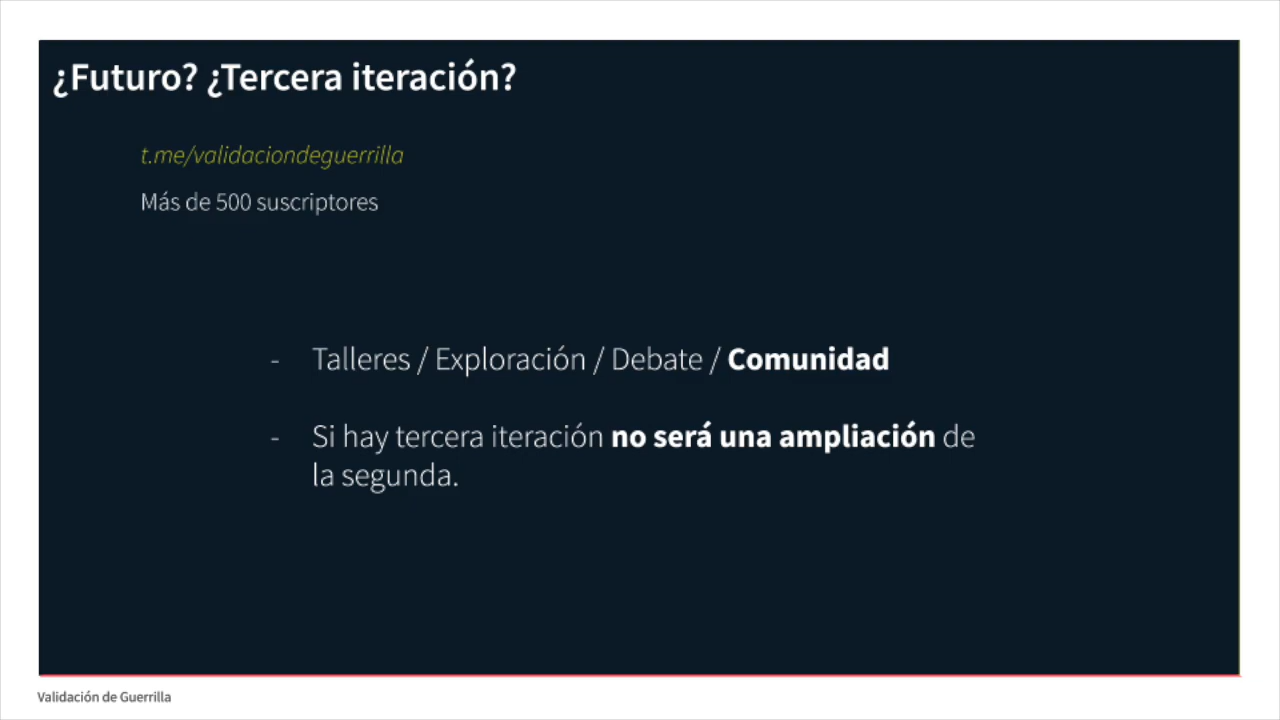 ¿Futuro? ¿Tercera iteración?
t.me/validaciondeguerrilla
Más de 500 suscriptores
- Talleres / Exploración / Debate / Comunidad
- Si hay tercera iteración no será una ampliación de
la segunda.
Validación de Guerrilla